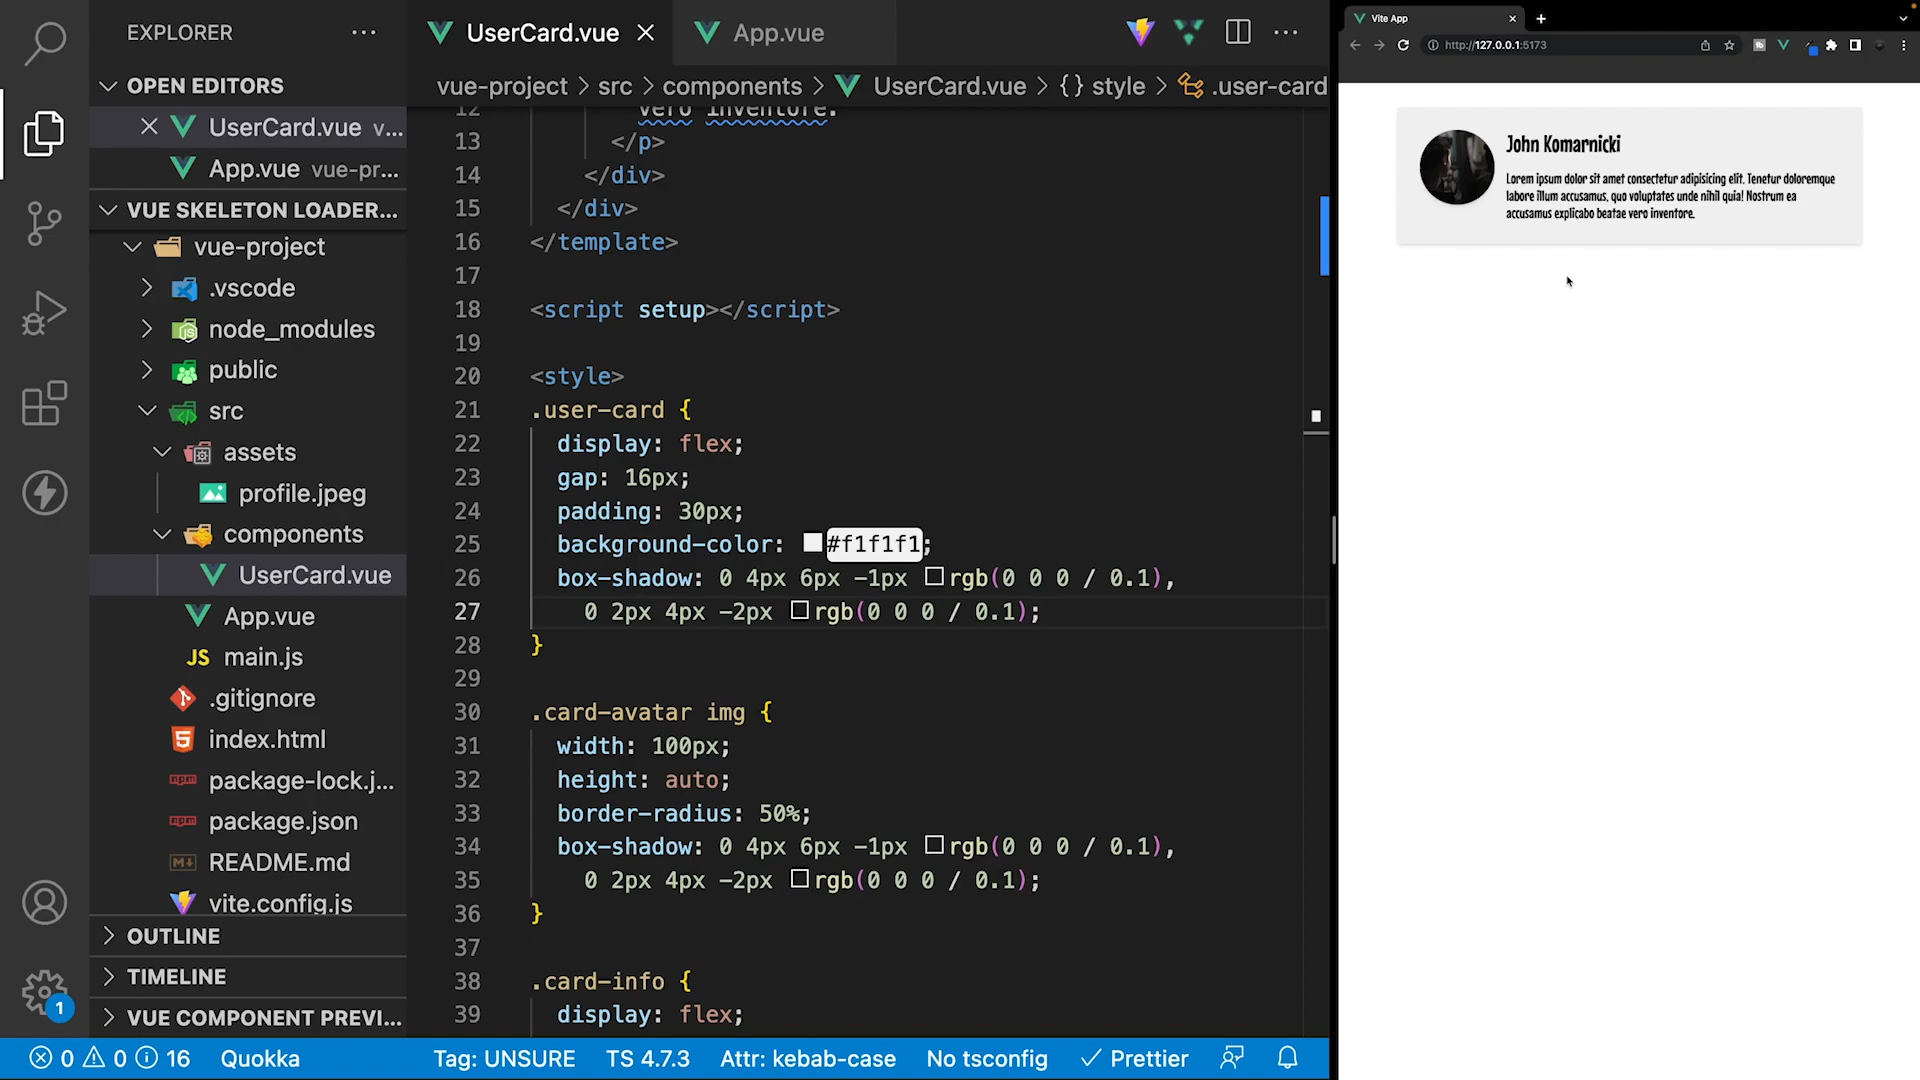 EXPLORER
OPEN EDITORS
UserCard.vue v...
App.vue vue-pr...
VUE SKELETON LOADER...
vue-project
.vscode
node_modules
public
src
assets
profile.jpeg
components
UserCard.vue
App.vue
JS main.js
.gitignore
index.html
package-lock.j...
package.json
README.md
vite.config.js
OUTLINE
TIMELINE
VUE COMPONENT PREVI...
1
UserCard.vue
App.vue
vue-project > src > components > UserCard.vue > {} style > .user-card
12 vero inventore.
13 </p>
14 </div>
15 </div>
16 </template>
17
18 <script setup></script>
19
20 <style>
21 .user-card {
22 display: flex;
23 gap: 16px;
24 padding: 30px;
25 background-color: #f1f1f1;
26 box-shadow: 0 4px 6px -1px rgb(0 0 0 / 0.1),
27 0 2px 4px -2px rgb(0 0 0 / 0.1);
28 }
29
30 .card-avatar img {
31 width: 100px;
32 height: auto;
33 border-radius: 50%;
34 box-shadow: 0 4px 6px -1px rgb(0 0 0 / 0.1),
35 0 2px 4px -2px rgb(0 0 0 / 0.1);
36 }
37
38 .card-info {
39 display: flex;
0 0 16 Quokka Tag: UNSURE TS 4.7.3 Attr: kebab-case No tsconfig Prettier
Vite App
http://127.0.0.1:5173
John Komarnicki
Lorem ipsum dolor sit amet consectetur adipisicing elit. Tenetur doloremque
labore illum accusamus, quo voluptates unde nihil quia! Nostrum ea
accusamus explicabo beatae vero inventore.